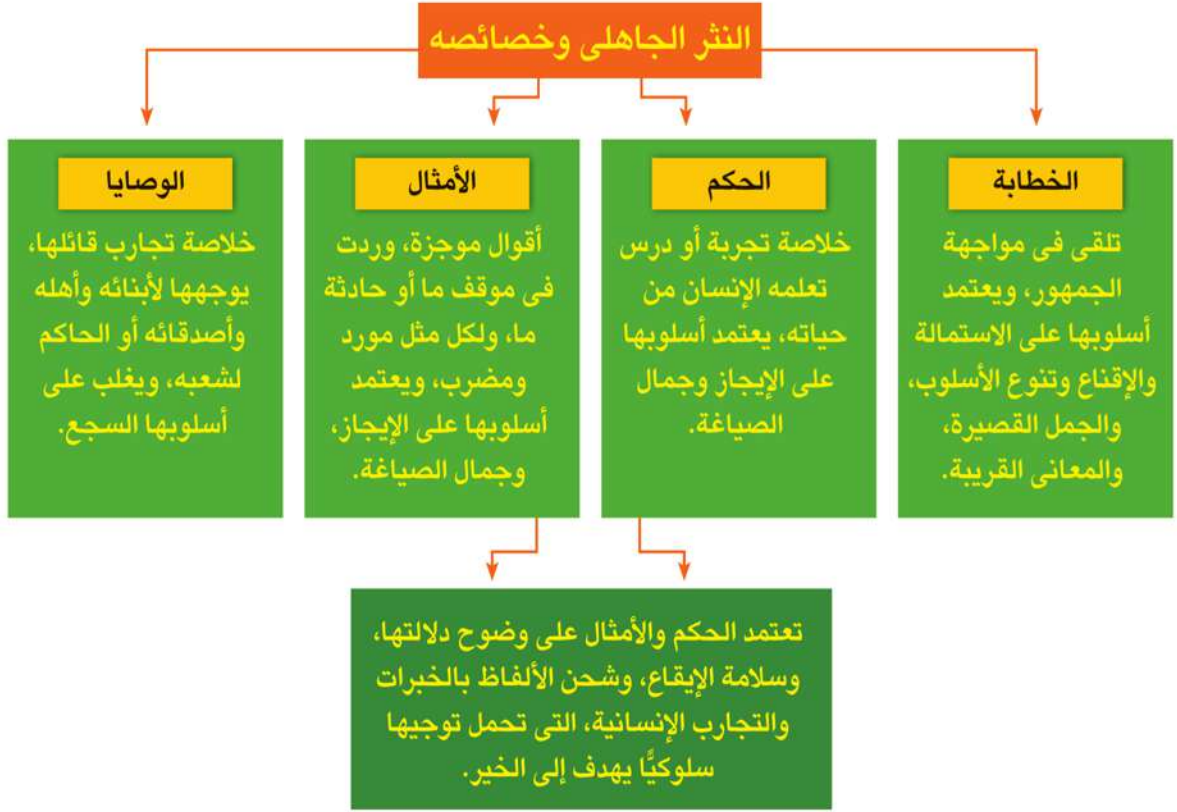 النثر الجاهلى وخصائصه
الخطابة
تلقى فى مواجهة
الجمهور، ويعتمد
أسلوبها على الاستمالة
والإقناع وتنوع الأسلوب،
والجمل القصيرة،
والمعانى القريبة.
الحكم
خلاصة تجربة أو درس
تعلمه الإنسان من
حياته، يعتمد أسلوبها
على الإيجاز وجمال
الصياغة.
الأمثال
أقوال موجزة، وردت
فى موقف ما أو حادثة
ما، ولكل مثل مورد
ومضرب، ويعتمد
أسلوبها على الإيجاز،
وجمال الصياغة.
الوصايا
خلاصة تجارب قائلها،
يوجهها لأبنائه وأهله
وأصدقائه أو الحاكم
لشعبه، ويغلب على
أسلوبها السجع.
تعتمد الحكم والأمثال على وضوح دلالتها،
وسلامة الإيقاع، وشحن الألفاظ بالخبرات
والتجارب الإنسانية، التى تحمل توجيها
سلوكيًّا يهدف إلى الخير.